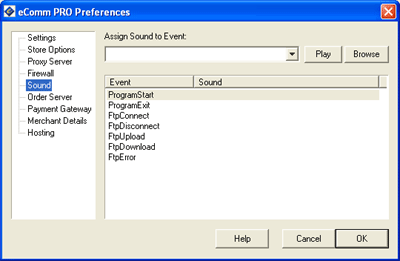 eComm PRO Preferences
Settings
Store Options
Proxy Server
Firewall
Sound
Order Server
Payment Gateway
Merchant Details
Hosting
Assign Sound to Event:
Play Browse
Event Sound
ProgramStart
ProgramExit
FtpConnect
FtpDisconnect
FtpUpload
FtpDownload
FtpError
Help Cancel OK